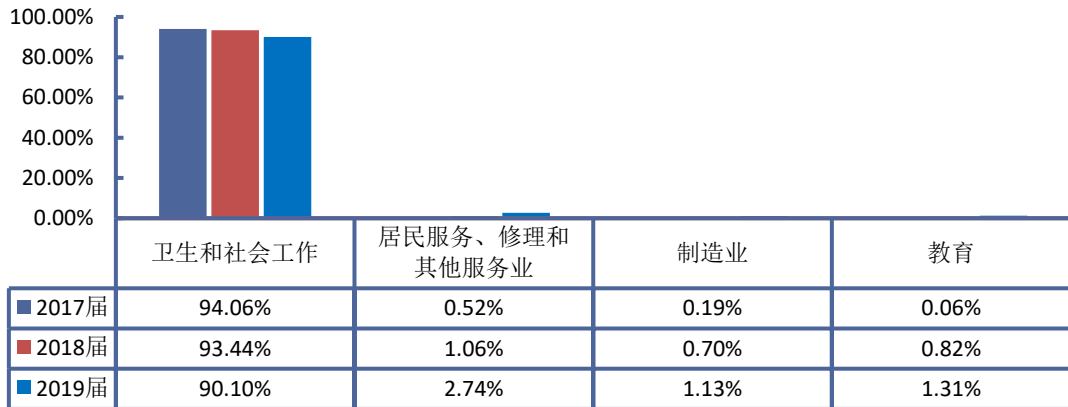 100.00%
80.00%
60.00%
40.00%
20.00%
0.00%
卫生和社会工作 居民服务、修理和其他服务业 制造业 教育
2017届 94.06% 0.52% 0.19% 0.06%
2018届 93.44% 1.06% 0.70% 0.82%
2019届 90.10% 2.74% 1.13% 1.31%